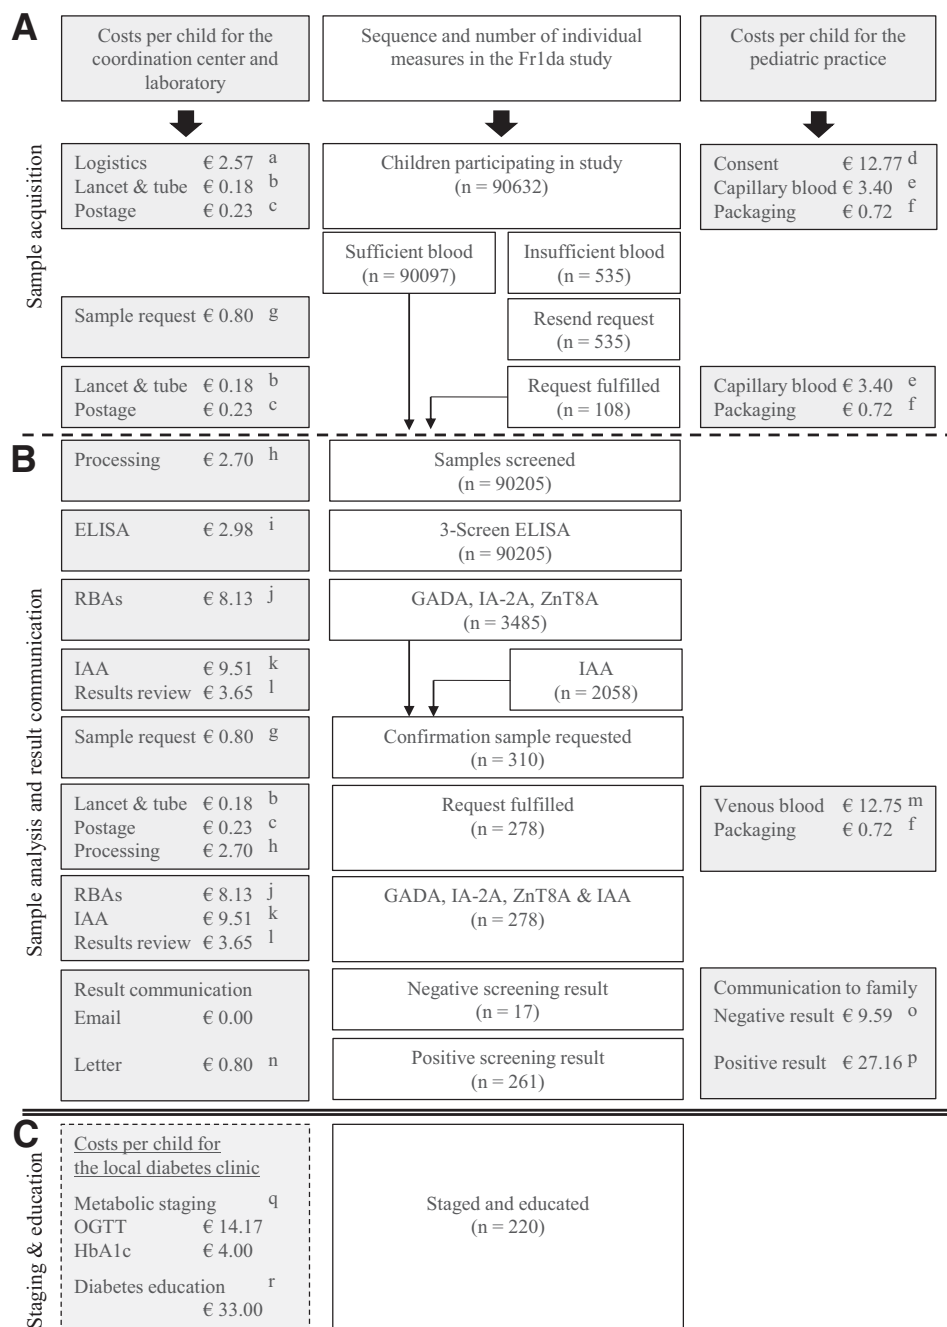 A
Costs per child for the
coordination center and
laboratory
Sequence and number of individual
measures in the Fr1da study
Costs per child for the
pediatric practice
Sample acquisition
Logistics € 2.57 a
Lancet & tube € 0.18 b
Postage € 0.23 c
Children participating in study
(n = 90632)
Consent € 12.77 d
Capillary blood € 3.40 e
Packaging € 0.72 f
Sufficient blood
(n = 90097)
Insufficient blood
(n = 535)
Sample request € 0.80 g
Resend request
(n = 535)
Lancet & tube € 0.18 b
Postage € 0.23 c
Request fulfilled
(n = 108)
Capillary blood € 3.40 e
Packaging € 0.72 f
B
Sample analysis and result communication
Processing € 2.70 h
Samples screened
(n = 90205)
ELISA € 2.98 i
3-Screen ELISA
(n = 90205)
RBAs € 8.13 j
GADA, IA-2A, ZnT8A
(n = 3485)
IAA € 9.51 k
Results review € 3.65 l
IAA
(n = 2058)
Sample request € 0.80 g
Confirmation sample requested
(n = 310)
Lancet & tube € 0.18 b
Postage € 0.23 c
Processing € 2.70 h
Request fulfilled
(n = 278)
Venous blood € 12.75 m
Packaging € 0.72 f
RBAs € 8.13 j
IAA € 9.51 k
Results review € 3.65 l
GADA, IA-2A, ZnT8A & IAA
(n = 278)
Result communication
Email € 0.00
Letter € 0.80 n
Negative screening result
(n = 17)
Positive screening result
(n = 261)
Communication to family
Negative result € 9.59 o
Positive result € 27.16 p
C
Staging & education
Costs per child for
the local diabetes clinic
Metabolic staging q
OGTT € 14.17
HbA1c € 4.00
Diabetes education r
€ 33.00
Staged and educated
(n = 220)